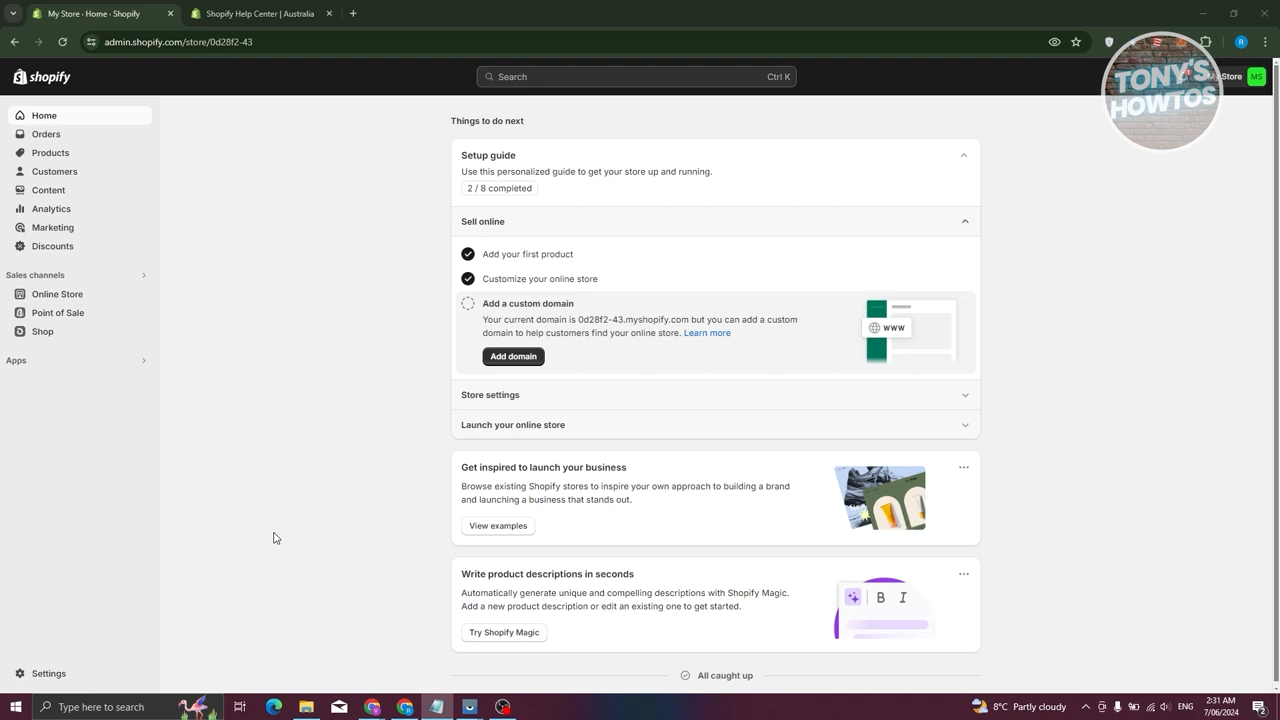 My Store - Shopify
Shopify Help Center | Australia
admin.shopify.com/store/0d28f2-43
shopify
Search
Ctrl K
My Store
MS
TONY'S
HOWTOS
Home
Orders
Products
Customers
Content
Analytics
Marketing
Discounts
Sales channels
Online Store
Point of Sale
Shop
Apps
Settings
Things to do next
Setup guide
Use this personalized guide to get your store up and running.
2 / 8 completed
Sell online
Add your first product
Customize your online store
Add a custom domain
Your current domain is 0d28f2-43.myshopify.com but you can add a custom
domain to help customers find your online store. Learn more
Add domain
www
Store settings
Launch your online store
Get inspired to launch your business
Browse existing Shopify stores to inspire your own approach to building a brand
and launching a business that stands out.
View examples
Write product descriptions in seconds
Automatically generate unique and compelling descriptions with Shopify Magic.
Add a new product description or edit an existing one to get started.
Try Shopify Magic
B I
All caught up
Type here to search
8°C Partly cloudy
2:31 AM
7/06/2024
2